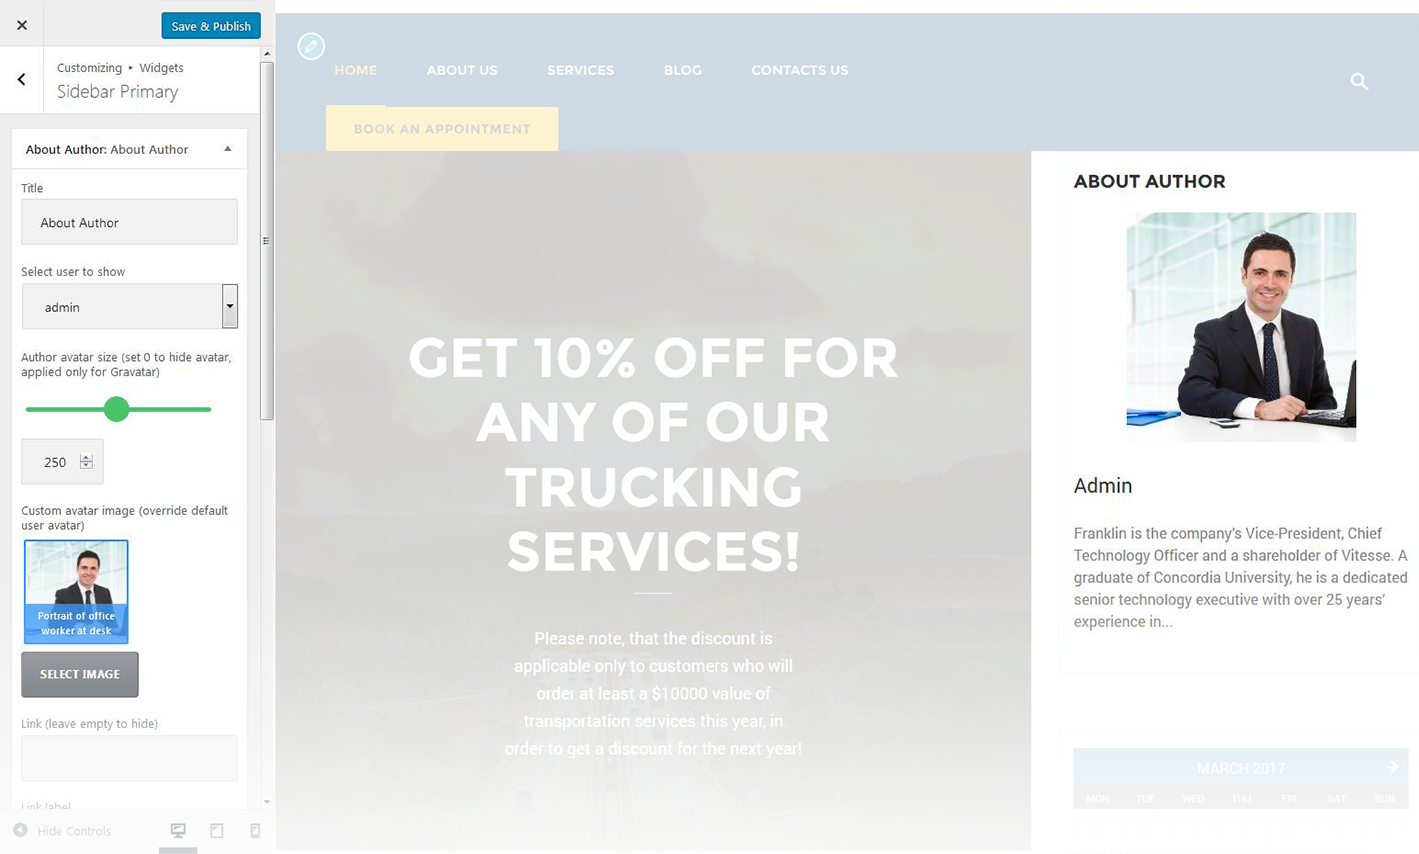 Save & Publish
Customizing ▸ Widgets
Sidebar Primary
About Author: About Author
Title
About Author
Select user to show
admin
Author avatar size (set 0 to hide avatar,
applied only for Gravatar)
250
Custom avatar image (override default
user avatar)
Portrait of office
worker at desk
SELECT IMAGE
Link (leave empty to hide)
Link label
Hide Controls
HOME
ABOUT US
SERVICES
BLOG
CONTACTS US
BOOK AN APPOINTMENT
GET 10% OFF FOR
ANY OF OUR
TRUCKING
SERVICES!
Please note, that the discount is
applicable only to customers who will
order at least a $10000 value of
transportation services this year, in
order to get a discount for the next year!
ABOUT AUTHOR
Admin
Franklin is the company's Vice-President, Chief
Technology Officer and a shareholder of Vitesse. A
graduate of Concordia University, he is a dedicated
senior technology executive with over 25 years'
experience in...
MARCH 2017
MON TUE WED THU FRI SAT SUN